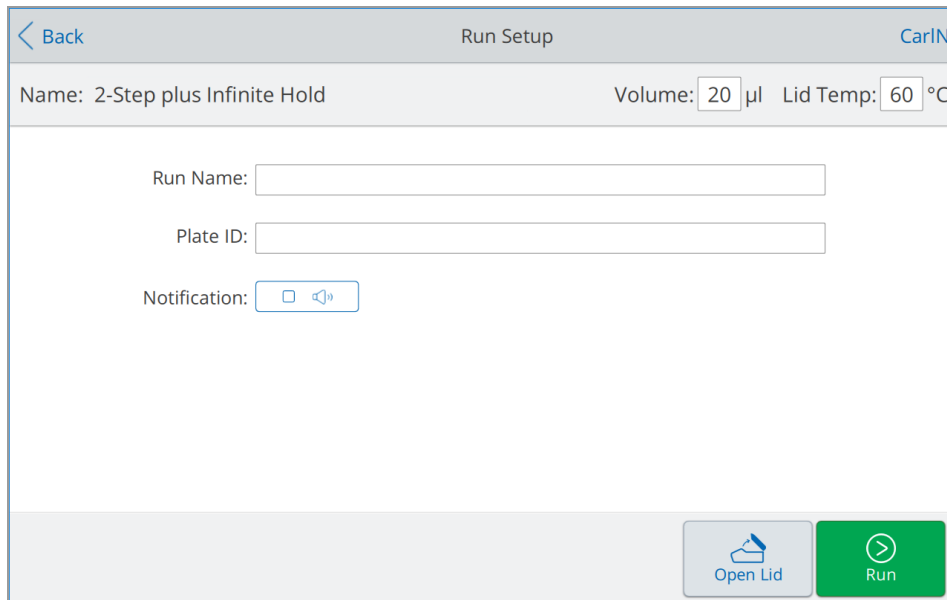 Back Run Setup CarlN
Name: 2-Step plus Infinite Hold Volume: 20 µl Lid Temp: 60 °C
Run Name:
Plate ID:
Notification:
Open Lid Run